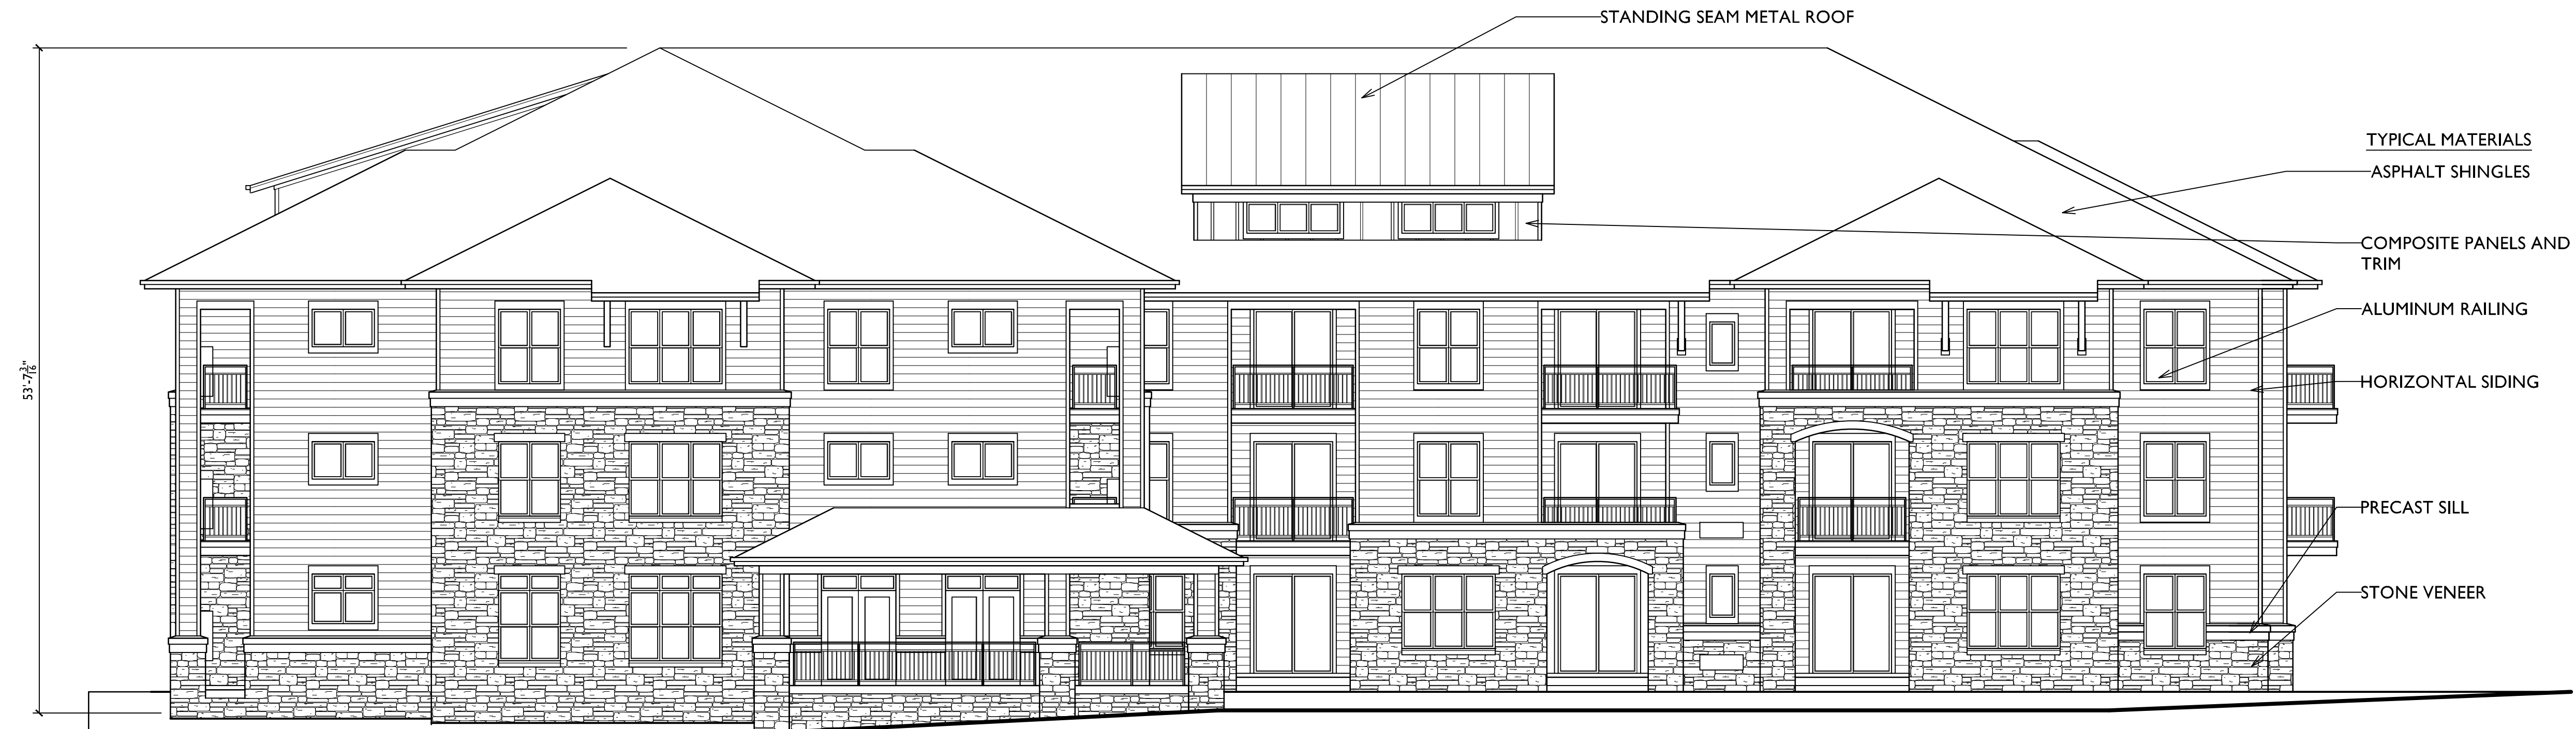 STANDING SEAM METAL ROOF
TYPICAL MATERIALS
ASPHALT SHINGLES
COMPOSITE PANELS AND
TRIM
ALUMINUM RAILING
HORIZONTAL SIDING
PRECAST SILL
STONE VENEER
53'-7 3/16"